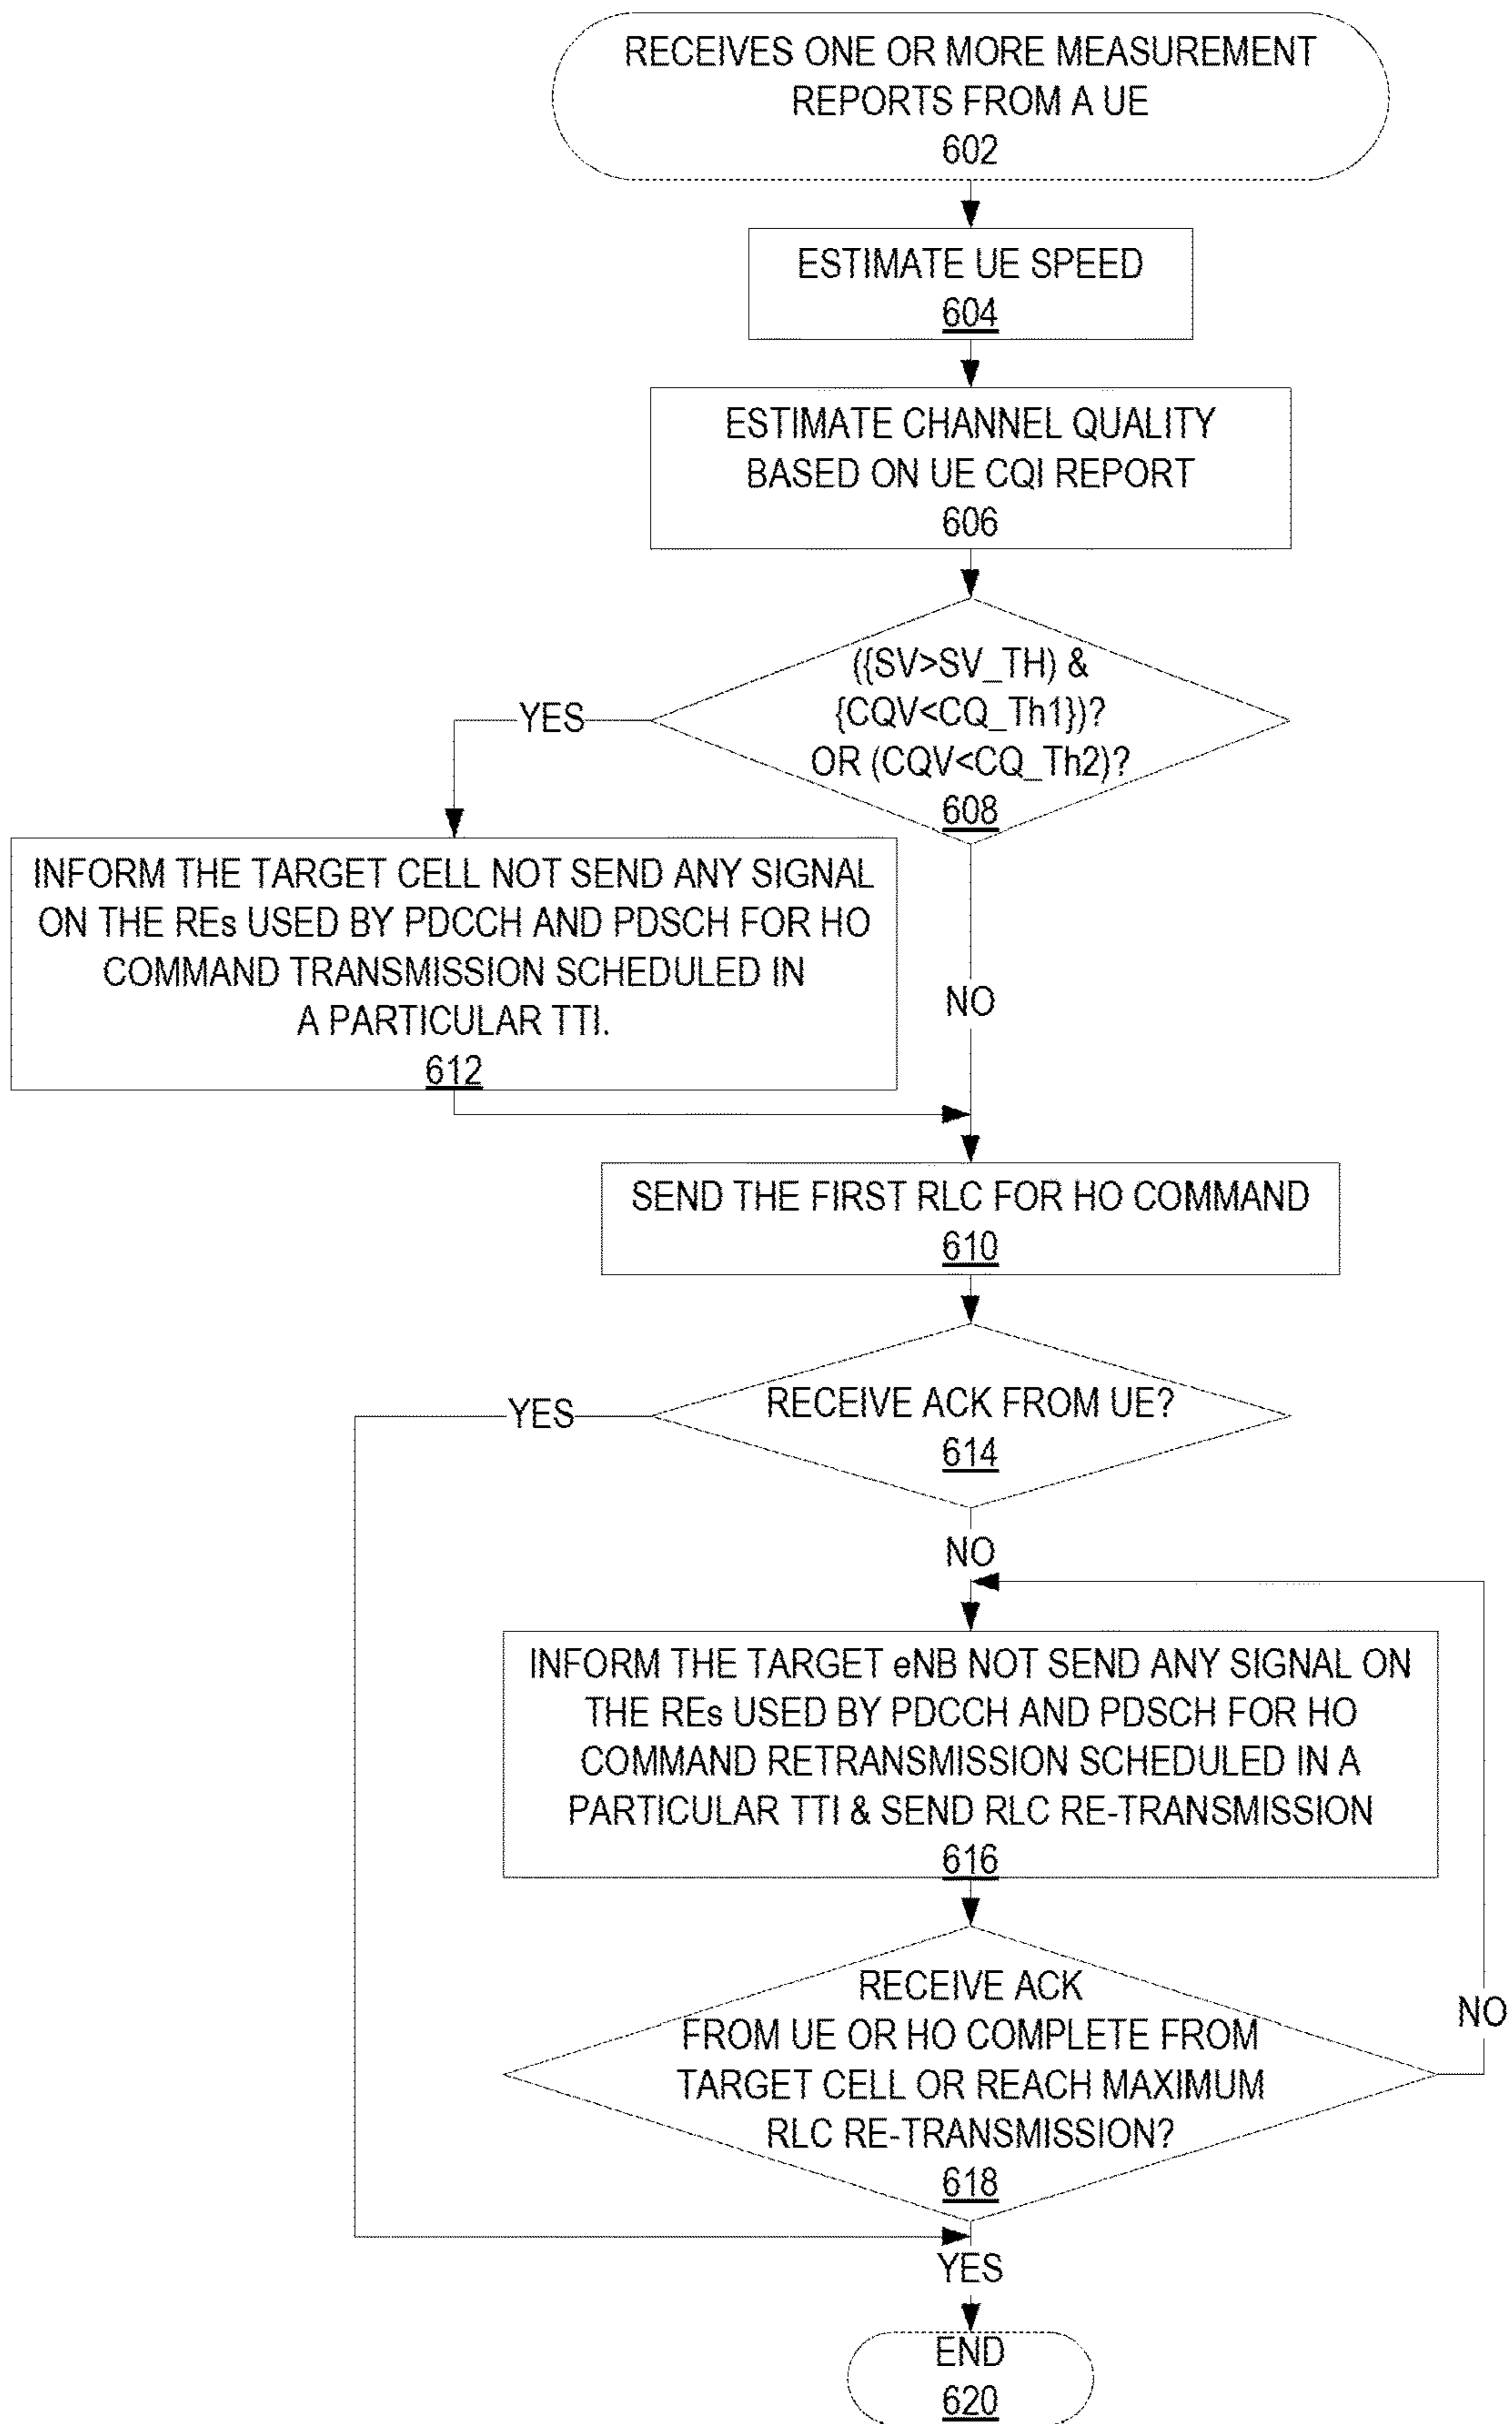 RECEIVES ONE OR MORE MEASUREMENT
REPORTS FROM A UE
602
ESTIMATE UE SPEED
604
ESTIMATE CHANNEL QUALITY
BASED ON UE CQI REPORT
606
({SV>SV_TH) &
{CQV<CQ_Th1})?
OR (CQV<CQ_Th2)?
608
YES
INFORM THE TARGET CELL NOT SEND ANY SIGNAL
ON THE REs USED BY PDCCH AND PDSCH FOR HO
COMMAND TRANSMISSION SCHEDULED IN
A PARTICULAR TTI.
612
NO
SEND THE FIRST RLC FOR HO COMMAND
610
RECEIVE ACK FROM UE?
614
YES
NO
INFORM THE TARGET eNB NOT SEND ANY SIGNAL ON
THE REs USED BY PDCCH AND PDSCH FOR HO
COMMAND RETRANSMISSION SCHEDULED IN A
PARTICULAR TTI & SEND RLC RE-TRANSMISSION
616
RECEIVE ACK
FROM UE OR HO COMPLETE FROM
TARGET CELL OR REACH MAXIMUM
RLC RE-TRANSMISSION?
618
NO
YES
END
620